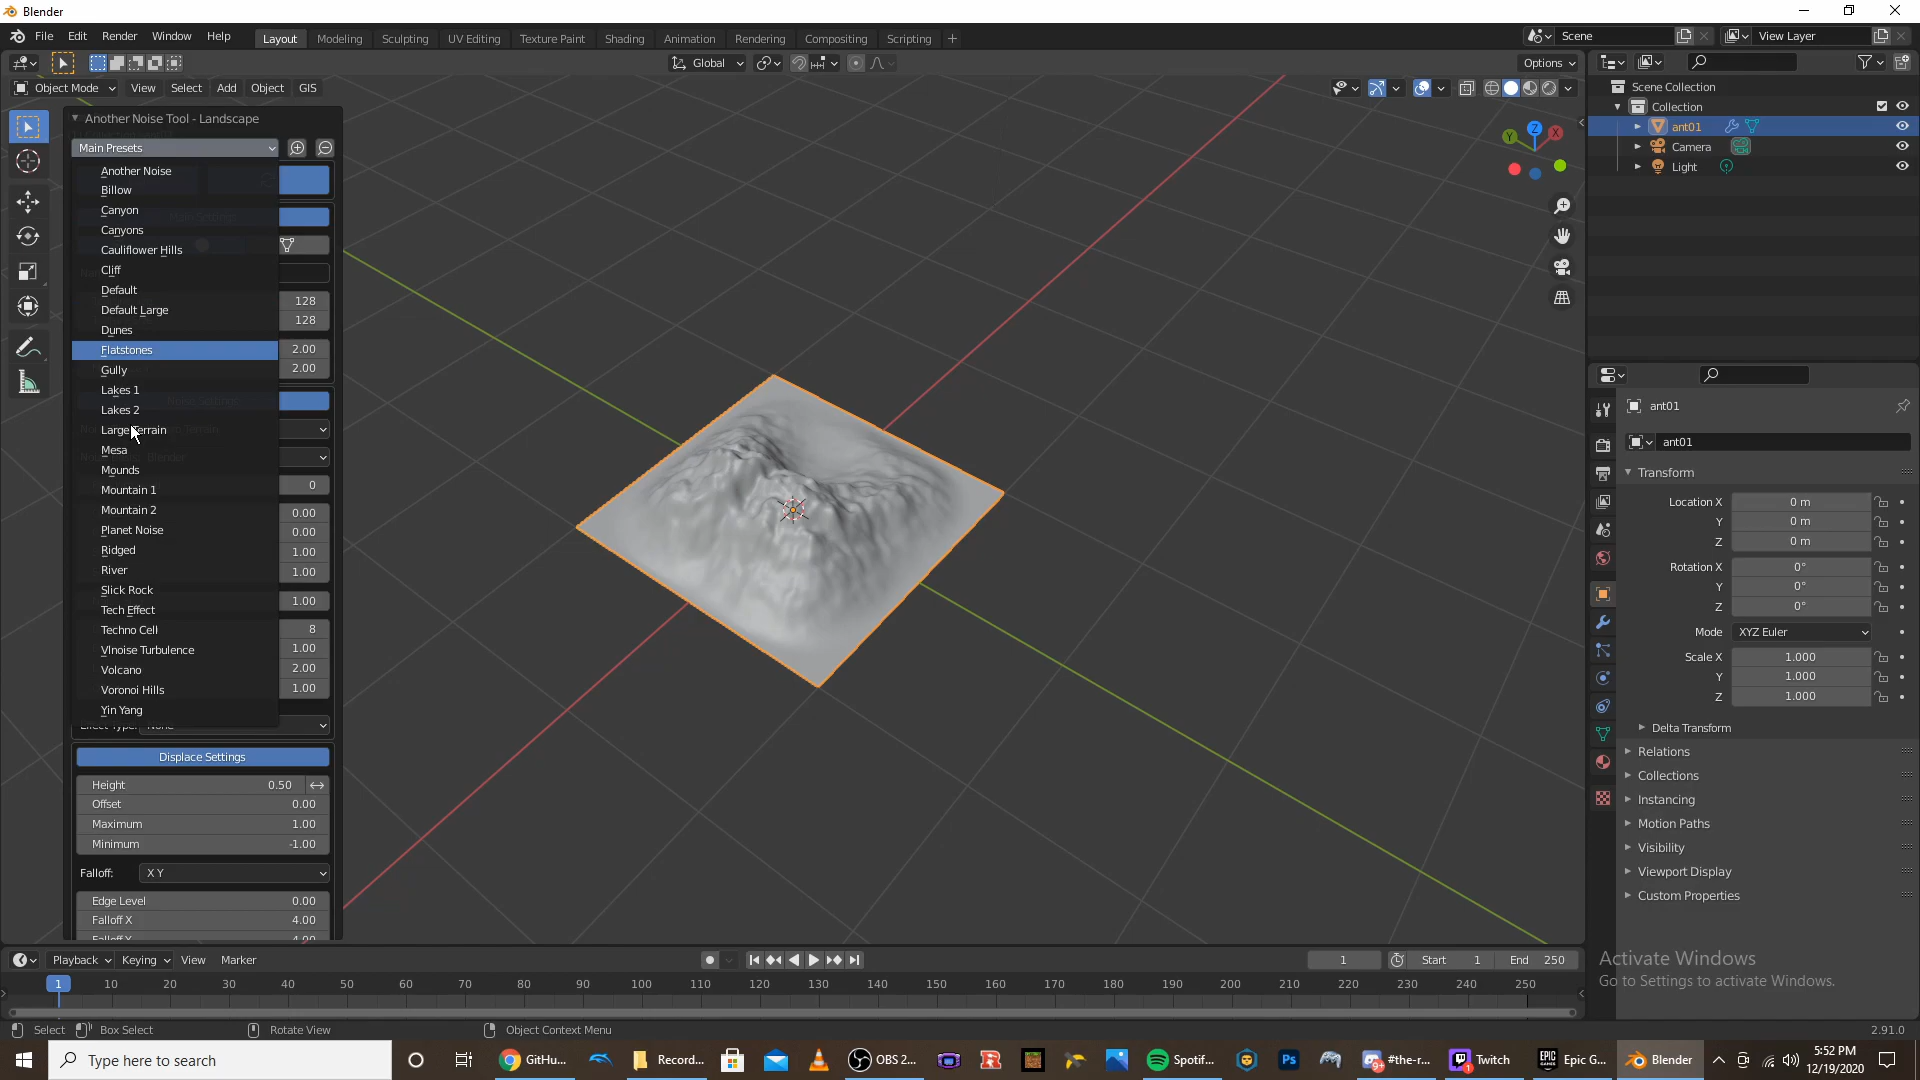 Blender
File Edit Render Window Help
Layout Modeling Sculpting UV Editing Texture Paint Shading Animation Rendering Compositing Scripting
Scene View Layer
Global Options
Object Mode View Select Add Object GIS
Another Noise Tool - Landscape
Main Presets
Another Noise
Billow
Canyon
Canyons
Cauliflower Hills
Cliff
Default
Default Large
Dunes
Flatstones
Gully
Lakes 1
Lakes 2
Large Terrain
Mesa
Mounds
Mountain 1
Mountain 2
Planet Noise
Ridged
River
Slick Rock
Tech Effect
Techno Cell
Vlnoise Turbulence
Volcano
Voronoi Hills
Yin Yang
128
128
2.00
2.00
0
0.00
0.00
1.00
1.00
1.00
8
1.00
2.00
1.00
Displace Settings
Height 0.50
Offset 0.00
Maximum 1.00
Minimum -1.00
Falloff: X Y
Edge Level 0.00
Falloff X 4.00
Z
Y
X
Scene Collection
Collection
ant01
Camera
Light
ant01
ant01
Transform
Location X 0 m
Y 0 m
Z 0 m
Rotation X 0°
Y 0°
Z 0°
Mode XYZ Euler
Scale X 1.000
Y 1.000
Z 1.000
Delta Transform
Relations
Collections
Instancing
Motion Paths
Visibility
Viewport Display
Custom Properties
Activate Windows
Go to Settings to activate Windows.
Playback Keying View Marker
1 Start 1 End 250
1 10 20 30 40 50 60 70 80 90 100 110 120 130 140 150 160 170 180 190 200 210 220 230 240 250
Select Box Select Rotate View Object Context Menu 2.91.0
Type here to search
GitHu... Record... OBS 2... Spotif... #the-r... Twitch Epic G... Blender
5:52 PM
12/19/2020